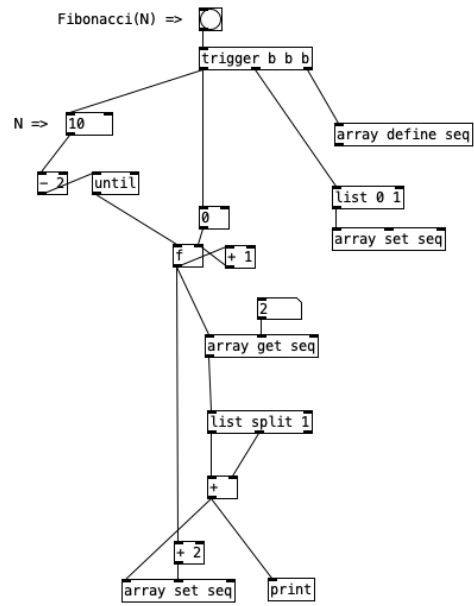 Fibonacci(N) =>
trigger b b b
N => 10
array define seq
- 2 until
list 0 1
0
array set seq
f + 1
2
array get seq
list split 1
+
+ 2
array set seq print